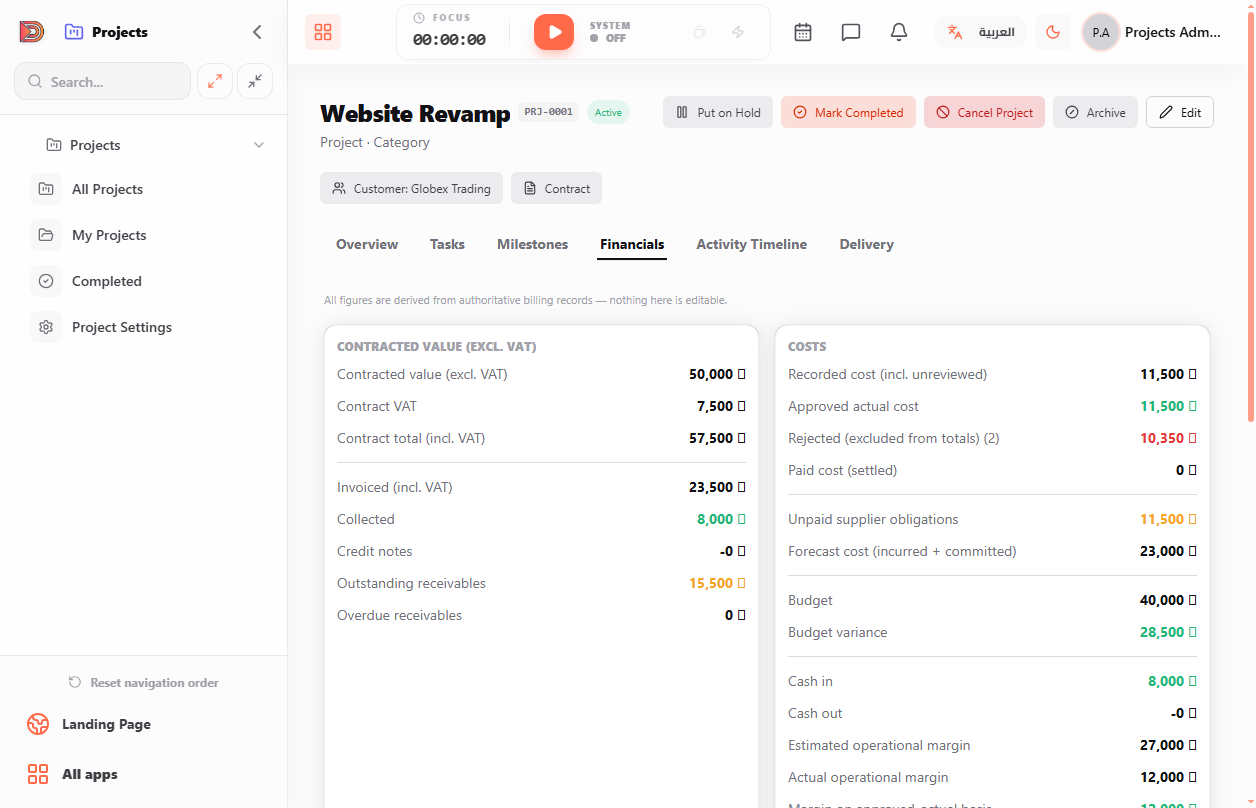 Projects
FOCUS
00:00:00
SYSTEM
OFF
العربية
P.A
Projects Adm...
Search...
Projects
All Projects
My Projects
Completed
Project Settings
Reset navigation order
Landing Page
All apps
Website Revamp
PRJ-0001
Active
Put on Hold
Mark Completed
Cancel Project
Archive
Edit
Project · Category
Customer: Globex Trading
Contract
Overview
Tasks
Milestones
Financials
Activity Timeline
Delivery
All figures are derived from authoritative billing records — nothing here is editable.
CONTRACTED VALUE (EXCL. VAT)
Contracted value (excl. VAT) 50,000
Contract VAT 7,500
Contract total (incl. VAT) 57,500
Invoiced (incl. VAT) 23,500
Collected 8,000
Credit notes -0
Outstanding receivables 15,500
Overdue receivables 0
COSTS
Recorded cost (incl. unreviewed) 11,500
Approved actual cost 11,500
Rejected (excluded from totals) (2) 10,350
Paid cost (settled) 0
Unpaid supplier obligations 11,500
Forecast cost (incurred + committed) 23,000
Budget 40,000
Budget variance 28,500
Cash in 8,000
Cash out -0
Estimated operational margin 27,000
Actual operational margin 12,000